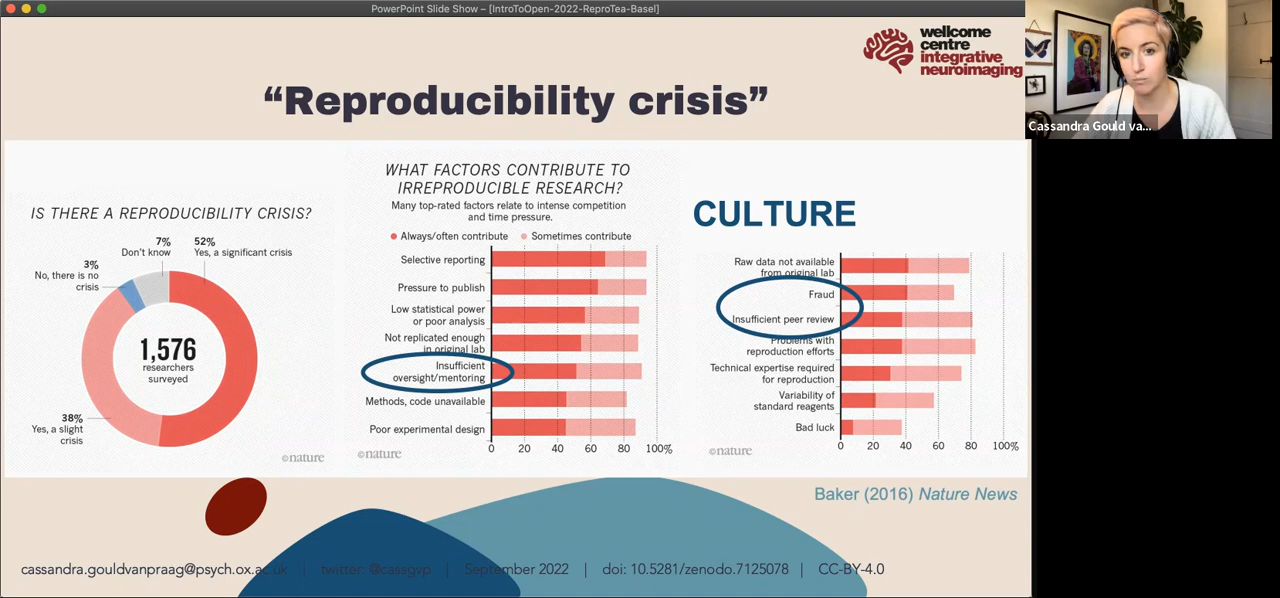 PowerPoint Slide Show – [IntroToOpen-2022-ReproTea-Basel]
wellcome
centre
integrative
neuroimaging
“Reproducibility crisis”
Cassandra Gould va...
IS THERE A REPRODUCIBILITY CRISIS?
7%
Don’t know
52%
Yes, a significant crisis
3%
No, there is no
crisis
1,576
researchers
surveyed
38%
Yes, a slight
crisis
©nature
WHAT FACTORS CONTRIBUTE TO
IRREPRODUCIBLE RESEARCH?
Many top-rated factors relate to intense competition
and time pressure.
Always/often contribute Sometimes contribute
Selective reporting
Pressure to publish
Low statistical power
or poor analysis
Not replicated enough
in original lab
Insufficient
oversight/mentoring
Methods, code unavailable
Poor experimental design
0 20 40 60 80 100%
©nature
CULTURE
Raw data not available
from original lab
Fraud
Insufficient peer review
Problems with
reproduction efforts
Technical expertise required
for reproduction
Variability of
standard reagents
Bad luck
0 20 40 60 80 100%
©nature
Baker (2016) Nature News
cassandra.gouldvanpraag@psych.ox.ac.uk | twitter: @cassgvp | September 2022 | doi: 10.5281/zenodo.7125078 | CC-BY-4.0